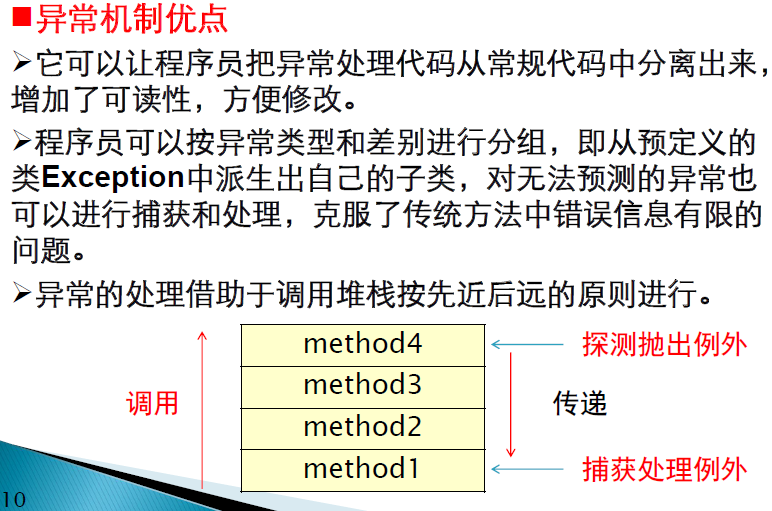 ■异常机制优点
➢它可以让程序员把异常处理代码从常规代码中分离出来，
增加了可读性，方便修改。
➢程序员可以按异常类型和差别进行分组，即从预定义的
类Exception中派生出自己的子类，对无法预测的异常也
可以进行捕获和处理，克服了传统方法中错误信息有限的
问题。
➢异常的处理借助于调用堆栈按先近后远的原则进行。
method4
探测抛出例外
method3
调用
传递
method2
method1
捕获处理例外
10